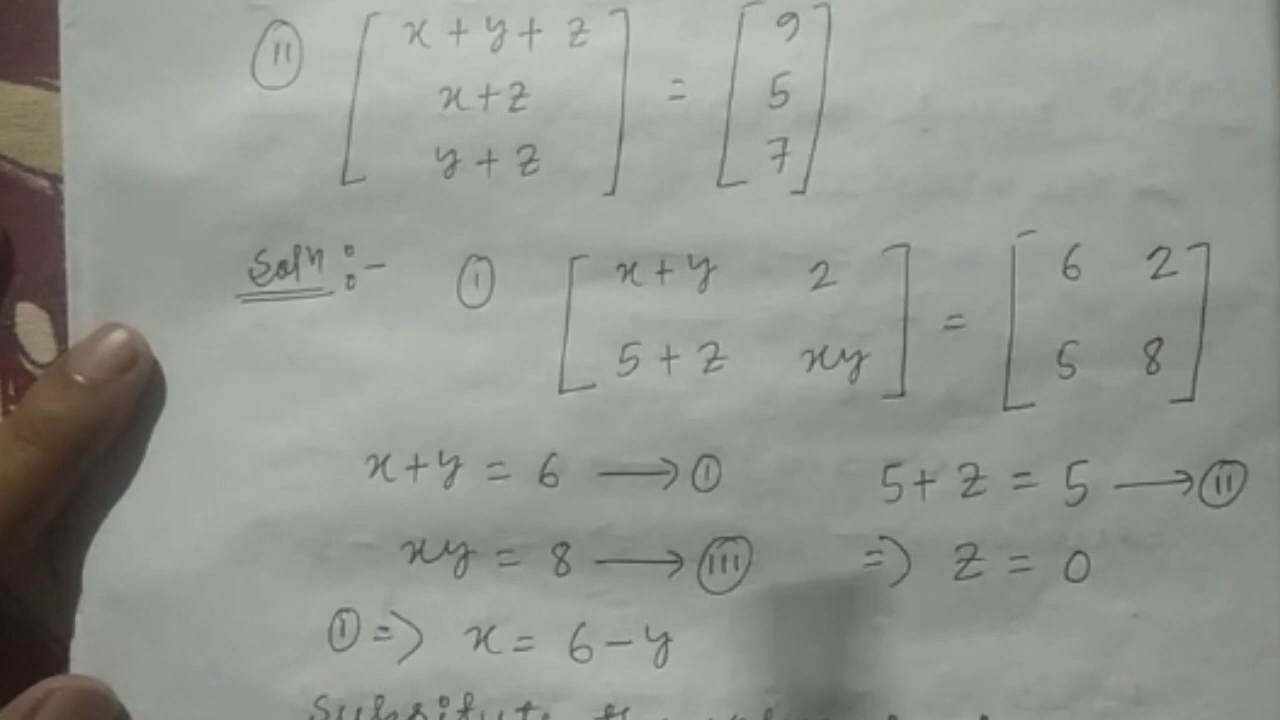 (ii) [ x + y + z ] = [ 9 ]
[ x + z ] [ 5 ]
[ y + z ] [ 7 ]
Soln :- (i) [ x + y 2 ] = [ 6 2 ]
[ 5 + z xy ] [ 5 8 ]
x + y = 6 ⟶ (i) 5 + z = 5 ⟶ (ii)
xy = 8 ⟶ (iii) ⇒ z = 0
(i) ⇒ x = 6 − y